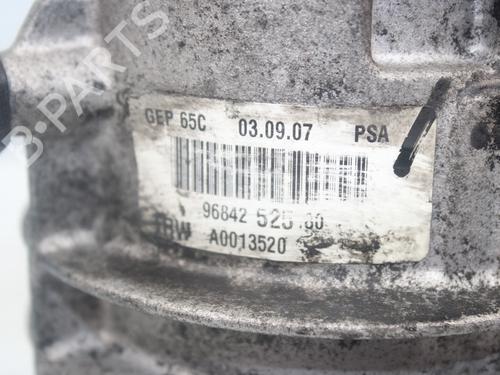 B-PARTS
GEP 65C 03.09.07 PSA
96842 525.80
TRW A0013520